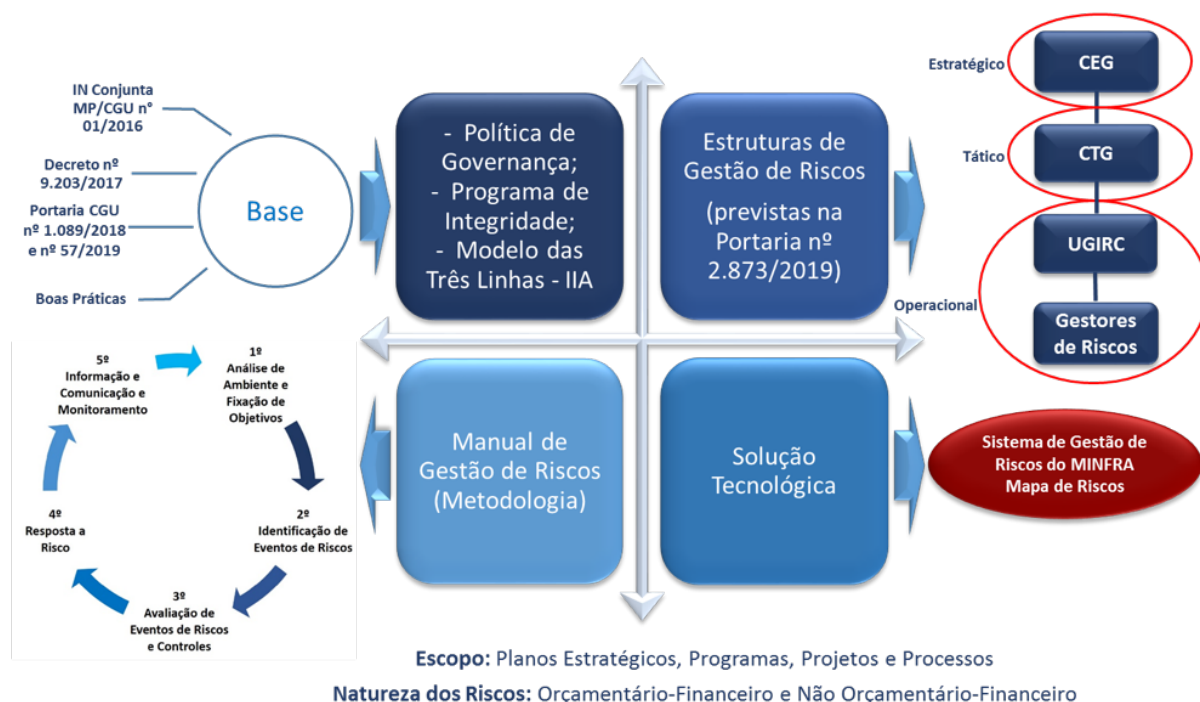 IN Conjunta
MP/CGU n°
01/2016
Decreto nº
9.203/2017
Portaria CGU
nº 1.089/2018
e nº 57/2019
Boas Práticas
Base
- Política de
Governança;
- Programa de
Integridade;
- Modelo das
Três Linhas - IIA
Estruturas de
Gestão de Riscos
(previstas na
Portaria nº
2.873/2019)
Estratégico
CEG
Tático
CTG
UGIRC
Operacional
Gestores
de Riscos
1º
Análise de
Ambiente e
Fixação de
Objetivos
2º
Identificação de
Eventos de Riscos
3º
Avaliação de
Eventos de Riscos
e Controles
4º
Resposta a
Risco
5º
Informação e
Comunicação e
Monitoramento
Manual de
Gestão de Riscos
(Metodologia)
Solução
Tecnológica
Sistema de Gestão de
Riscos do MINFRA
Mapa de Riscos
Escopo: Planos Estratégicos, Programas, Projetos e Processos
Natureza dos Riscos: Orçamentário-Financeiro e Não Orçamentário-Financeiro